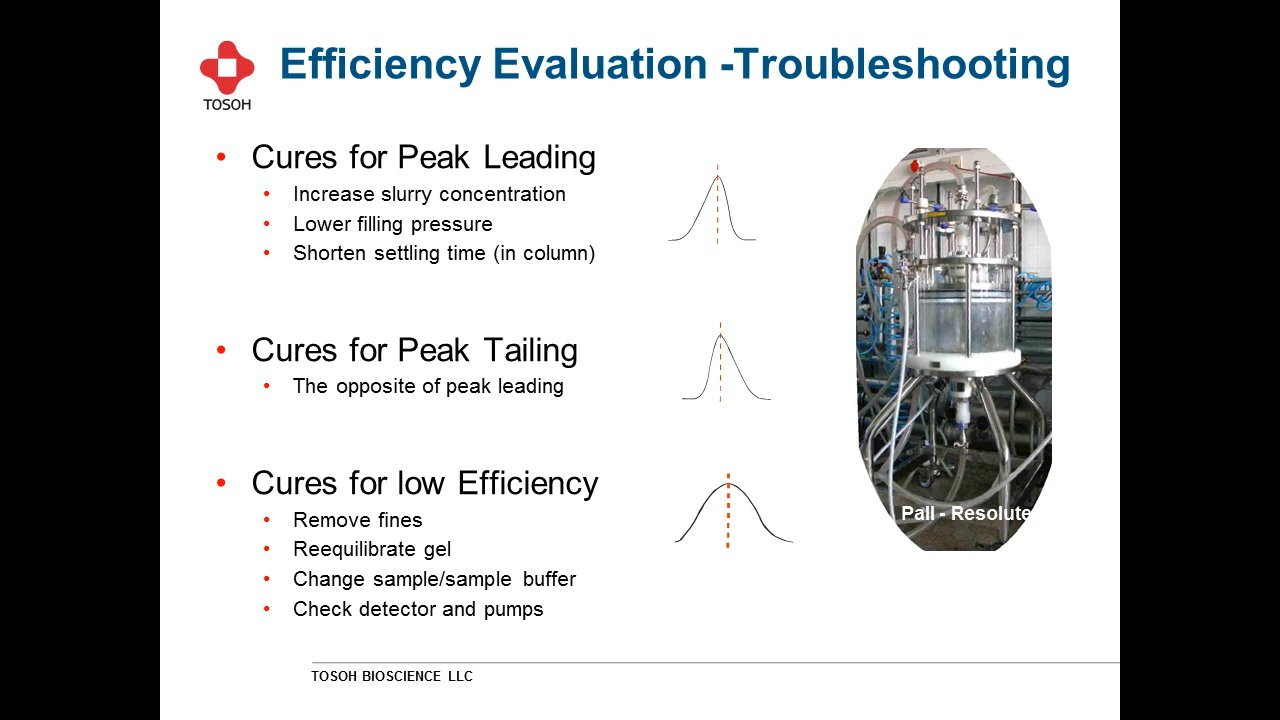 Efficiency Evaluation -Troubleshooting
TOSOH
• Cures for Peak Leading
• Increase slurry concentration
• Lower filling pressure
• Shorten settling time (in column)
• Cures for Peak Tailing
• The opposite of peak leading
• Cures for low Efficiency
• Remove fines
• Reequilibrate gel
• Change sample/sample buffer
• Check detector and pumps
Pall - Resolute
TOSOH BIOSCIENCE LLC